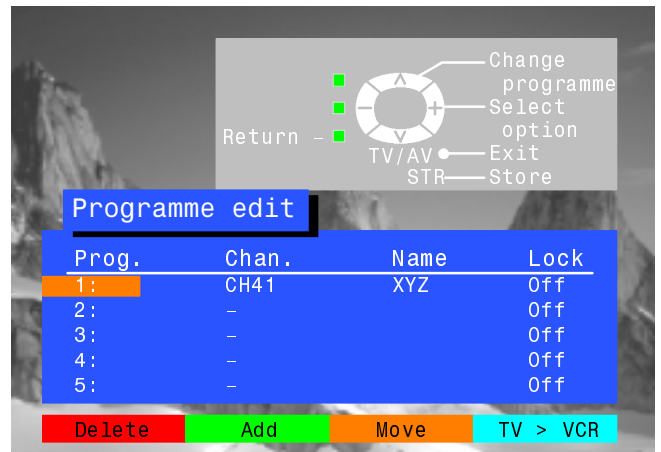 Change
programme
Select
option
Return –
TV/AV Exit
STR Store
Programme edit
Prog. Chan. Name Lock
1: CH41 XYZ Off
2: – Off
3: – Off
4: – Off
5: – Off
Delete Add Move TV > VCR